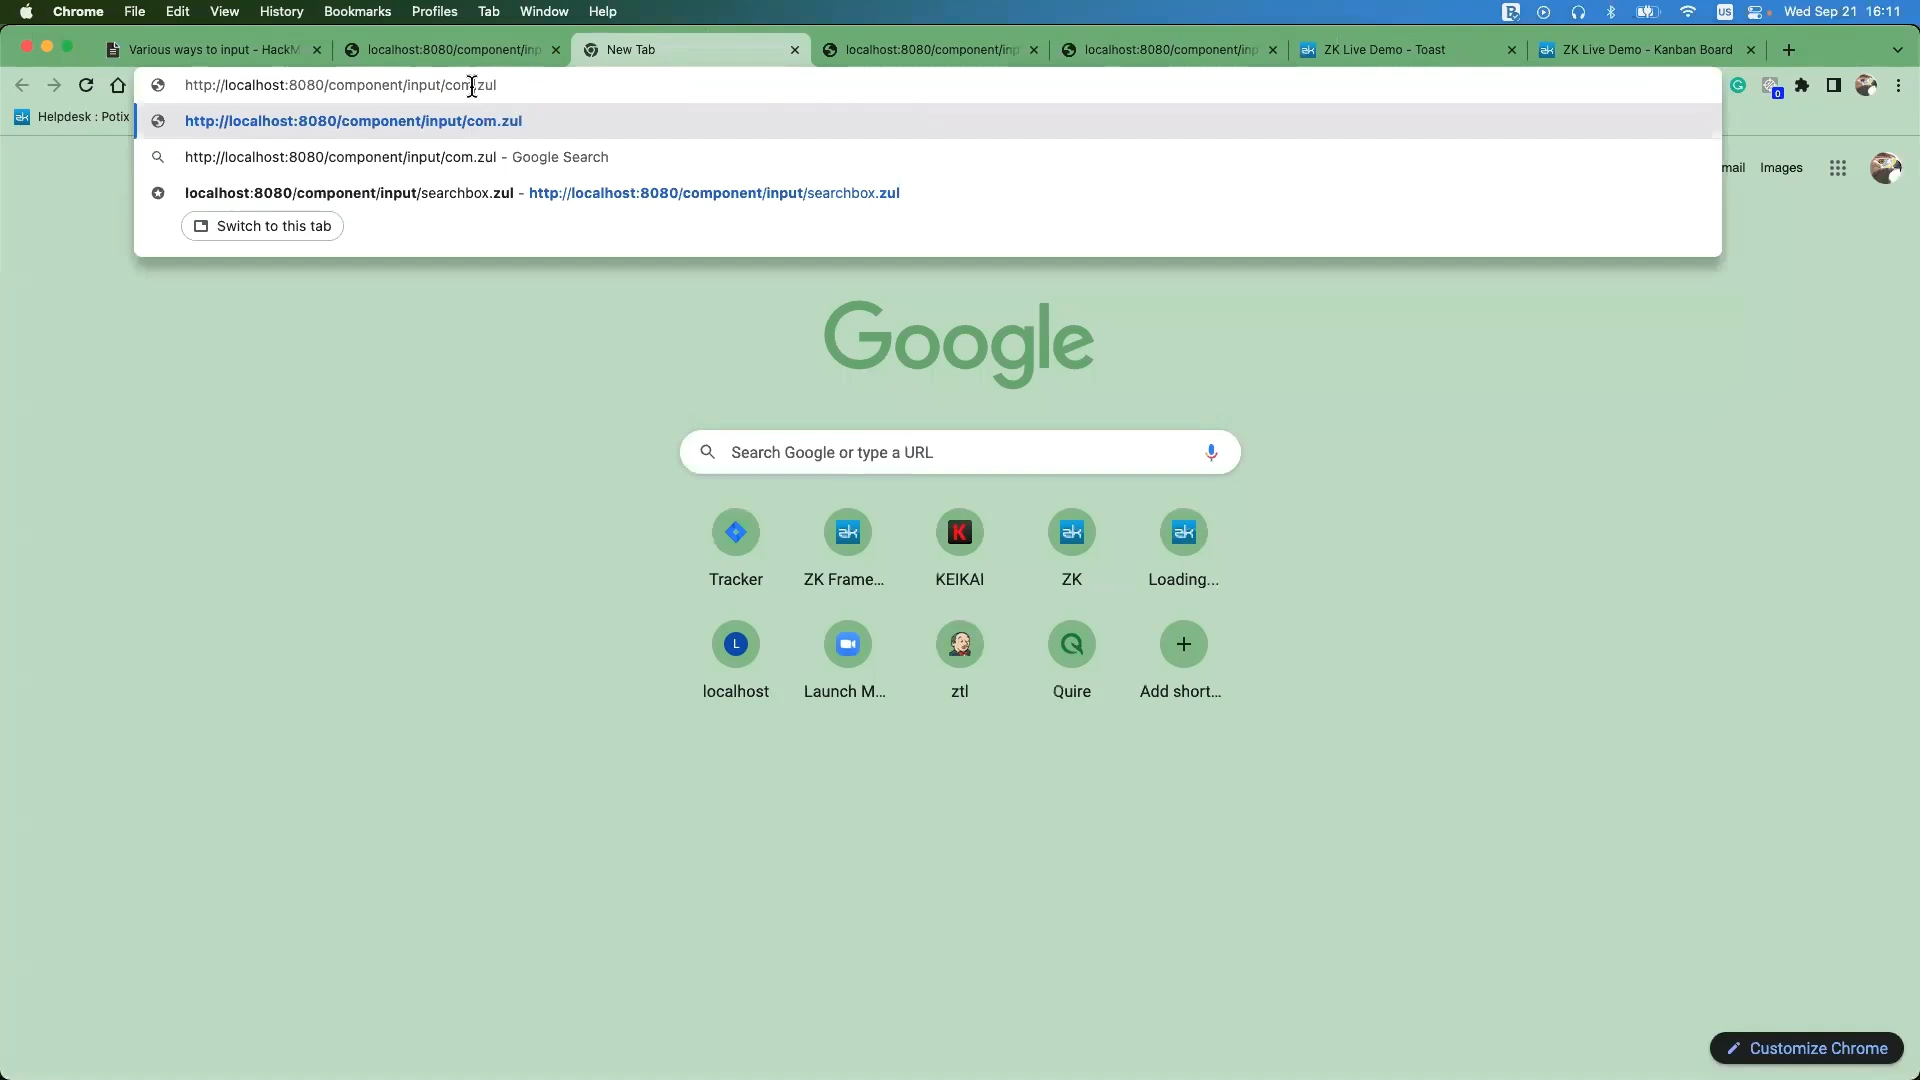 Chrome File Edit View History Bookmarks Profiles Tab Window Help US Wed Sep 21 16:11
Various ways to input - HackM localhost:8080/component/inp New Tab localhost:8080/component/inp localhost:8080/component/inp ZK Live Demo - Toast ZK Live Demo - Kanban Board
http://localhost:8080/component/input/com.zul 0
Helpdesk : Potix
http://localhost:8080/component/input/com.zul
http://localhost:8080/component/input/com.zul - Google Search
localhost:8080/component/input/searchbox.zul - http://localhost:8080/component/input/searchbox.zul
Switch to this tab
mail Images
Google
Search Google or type a URL
Tracker ZK Frame... KEIKAI ZK Loading...
L
localhost Launch M... ztl Quire Add short...
Customize Chrome